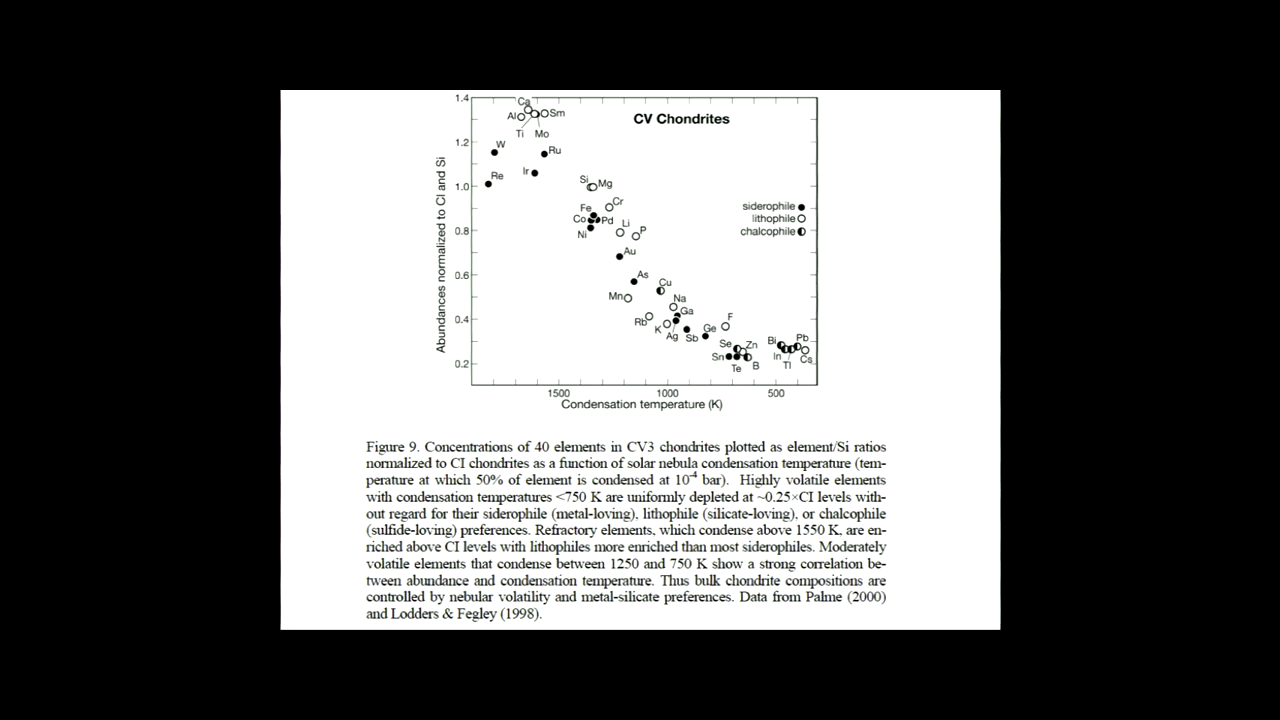 1.4
1.2
1.0
0.8
0.6
0.4
0.2
Abundances normalized to CI and Si
CV Chondrites
Ca
Al
Sm
Ti
Mo
W
Ru
Re
Ir
Si
Mg
Cr
Fe
Co
Pd
Ni
Li
P
Au
As
Cu
Mn
Na
Ga
Rb
K
Ag
Sb
Ge
F
Se
Zn
Sn
Te
B
Bi
Pb
In
Tl
Cs
siderophile
lithophile
chalcophile
1500
1000
500
Condensation temperature (K)
Figure 9. Concentrations of 40 elements in CV3 chondrites plotted as element/Si ratios
normalized to CI chondrites as a function of solar nebula condensation temperature (tem-
perature at which 50% of element is condensed at 10⁻⁴ bar). Highly volatile elements
with condensation temperatures <750 K are uniformly depleted at ~0.25×CI levels with-
out regard for their siderophile (metal-loving), lithophile (silicate-loving), or chalcophile
(sulfide-loving) preferences. Refractory elements, which condense above 1550 K, are en-
riched above CI levels with lithophiles more enriched than most siderophiles. Moderately
volatile elements that condense between 1250 and 750 K show a strong correlation be-
tween abundance and condensation temperature. Thus bulk chondrite compositions are
controlled by nebular volatility and metal-silicate preferences. Data from Palme (2000)
and Lodders & Fegley (1998).